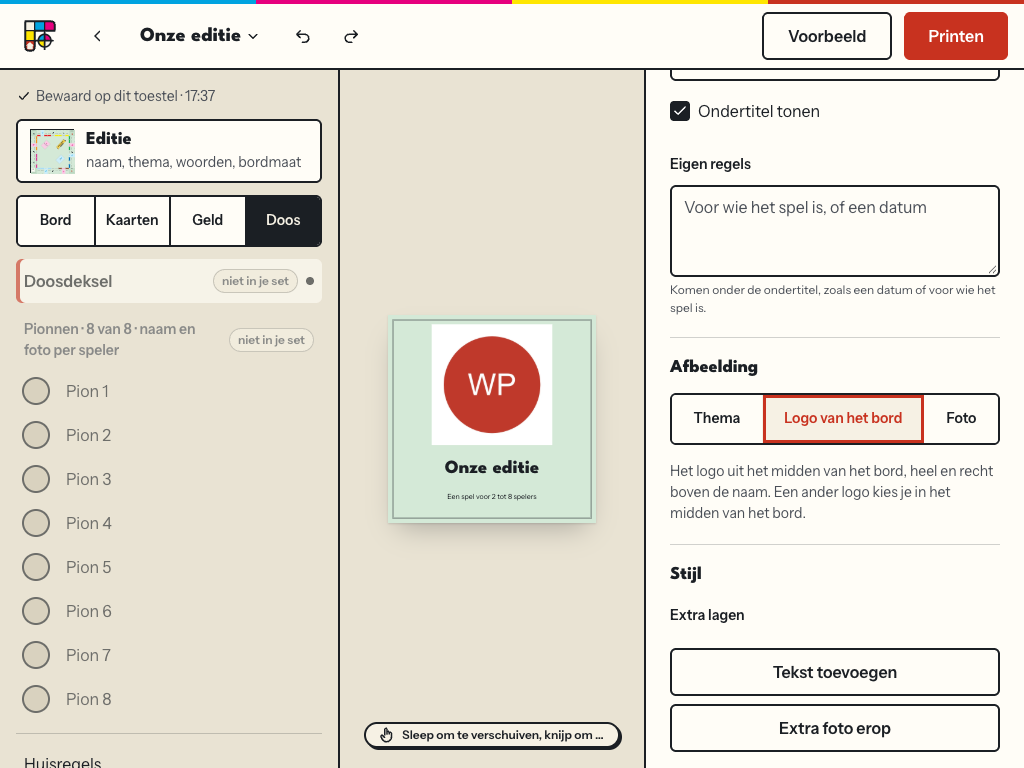 Onze editie
Voorbeeld
Printen
Bewaard op dit toestel · 17:37
Editie
naam, thema, woorden, bordmaat
Bord
Kaarten
Geld
Doos
Doosdeksel
niet in je set
Pionnen · 8 van 8 · naam en
foto per speler
niet in je set
Pion 1
Pion 2
Pion 3
Pion 4
Pion 5
Pion 6
Pion 7
Pion 8
Huisregels
WP
Onze editie
Een spel voor 2 tot 8 spelers
Sleep om te verschuiven, knijp om ...
Ondertitel tonen
Eigen regels
Voor wie het spel is, of een datum
Komen onder de ondertitel, zoals een datum of voor wie het
spel is.
Afbeelding
Thema
Logo van het bord
Foto
Het logo uit het midden van het bord, heel en recht
boven de naam. Een ander logo kies je in het
midden van het bord.
Stijl
Extra lagen
Tekst toevoegen
Extra foto erop